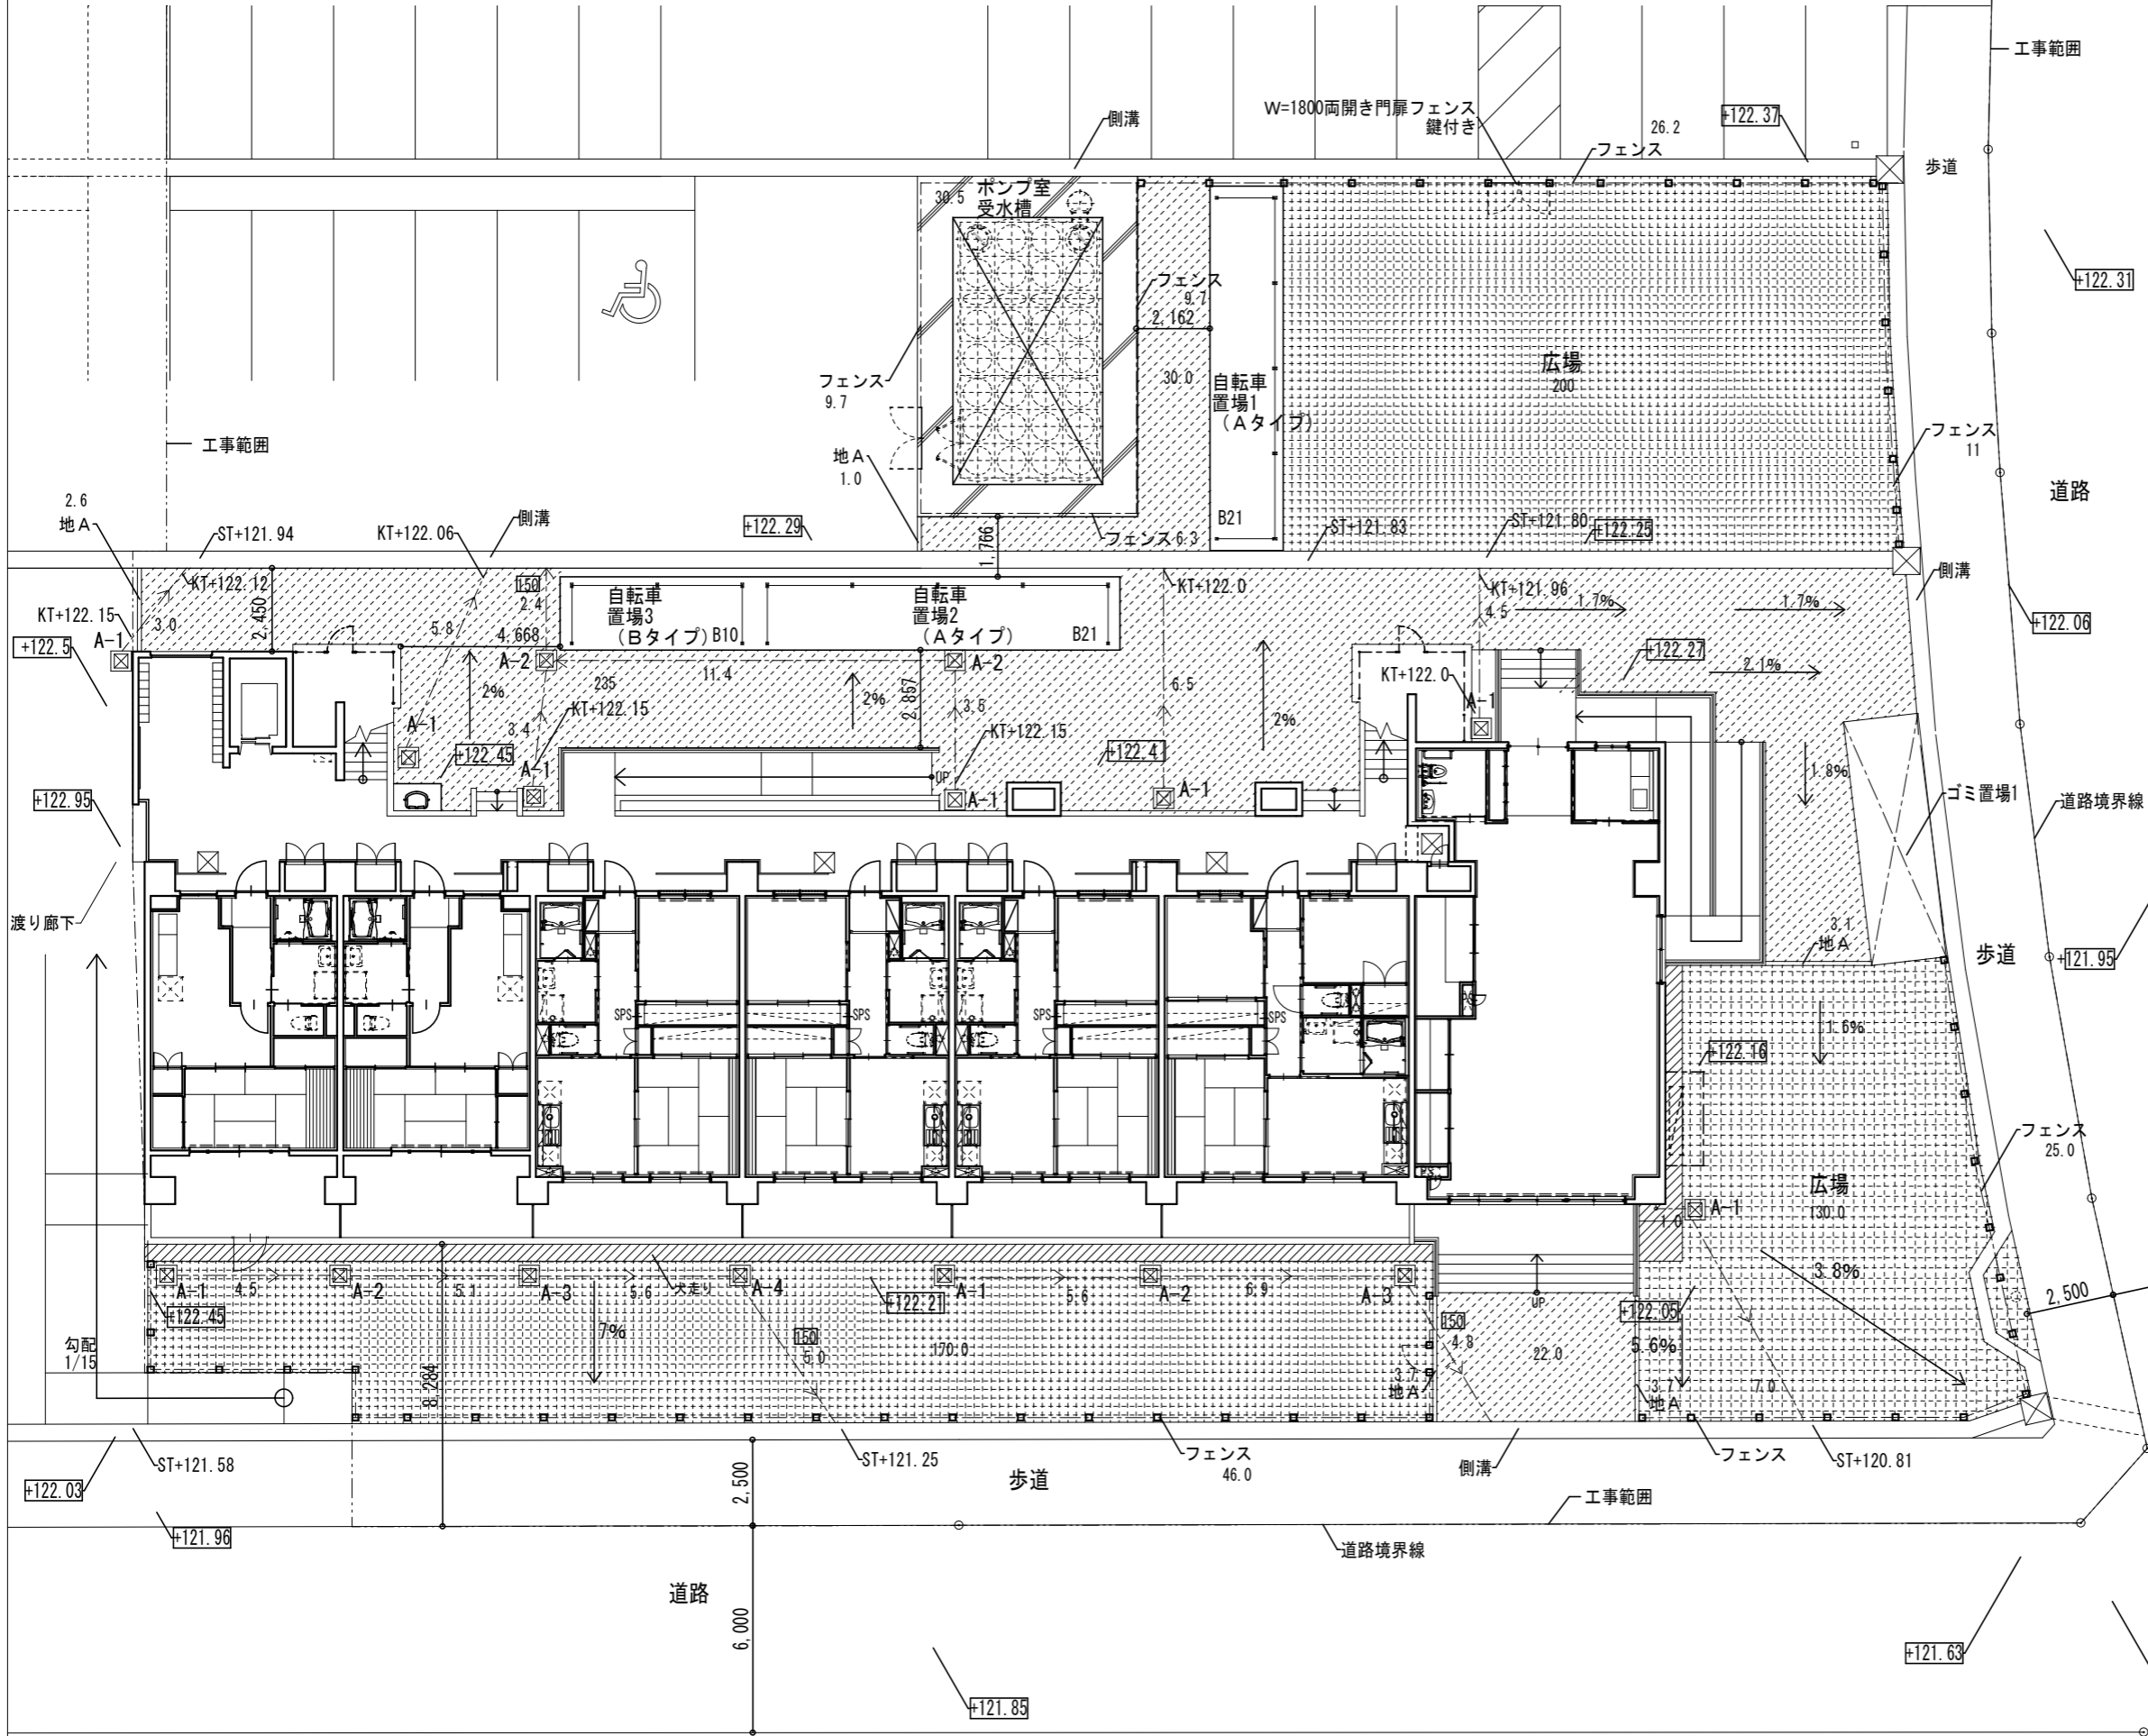 工事範囲
W=1800両開き門扉フェンス
鍵付き
側溝
+122.37
26.2
フェンス
歩道
ポンプ室
受水槽
30.5
+122.31
フェンス
9.7
2,162
フェンス
9.7
30.0
自転車
置場1
(Aタイプ)
広場
200
工事範囲
地A
1.0
フェンス
11
道路
2.6
地A
ST+121.94
KT+122.06
側溝
+122.29
フェンス 6.3
B21
ST+121.83
ST+121.80
+122.25
1,766
側溝
KT+122.12
KT+122.15
2,450
3.0
150
2.4
自転車
置場3
(Bタイプ)
B10
自転車
置場2
(Aタイプ)
B21
KT+122.0
KT+121.96
4.5
1.7%
1.7%
+122.06
+122.5
A-1
5.8
4,668
A-2
A-2
+122.27
2.1%
2%
235
11.4
2,857
2%
6.5
2%
KT+122.0
A-1
KT+122.15
3.5
3.4
A-1
+122.45
KT+122.15
+122.4
A-1
UP
A-1
A-1
1.8%
+122.95
ゴミ置場1
道路境界線
渡り廊下
3.1
地A
歩道
+121.95
SPS
SPS
SPS
SPS
PS
1.6%
+122.16
フェンス
25.0
PS
広場
130.0
A-1
1.0
3.8%
2,500
A-1
4.5
A-2
5.1
A-3
5.6
犬走り
A-4
+122.21
A-1
5.6
A-2
6.9
A-3
UP
+122.45
+122.05
勾配
1/15
7%
150
5.0
170.0
150
4.8
22.0
5.6%
8,284
3.7
地A
3.7
地A
7.0
+122.03
ST+121.58
ST+121.25
フェンス
46.0
側溝
フェンス
ST+120.81
2,500
歩道
工事範囲
+121.96
道路境界線
道路
6,000
+121.63
+121.85